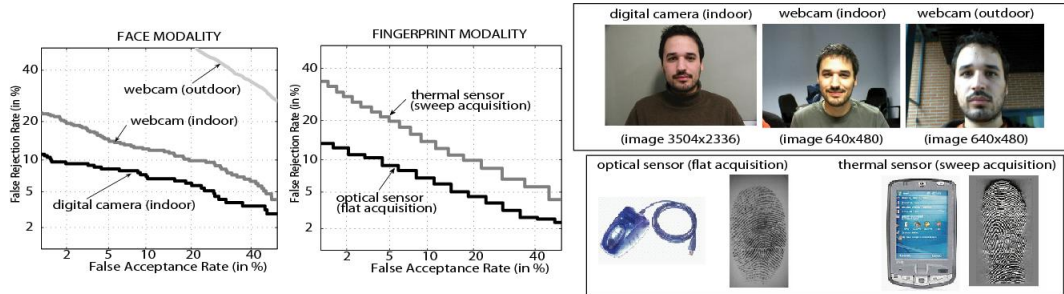 FACE MODALITY
False Rejection Rate (in %)
40
20
10
5
2
webcam (outdoor)
webcam (indoor)
digital camera (indoor)
2 5 10 20 40
False Acceptance Rate (in %)
FINGERPRINT MODALITY
False Rejection Rate (in %)
40
20
10
5
2
thermal sensor
(sweep acquisition)
optical sensor
(flat acquisition)
2 5 10 20 40
False Acceptance Rate (in %)
digital camera (indoor) webcam (indoor) webcam (outdoor)
(image 3504x2336) (image 640x480) (image 640x480)
optical sensor (flat acquisition) thermal sensor (sweep acquisition)